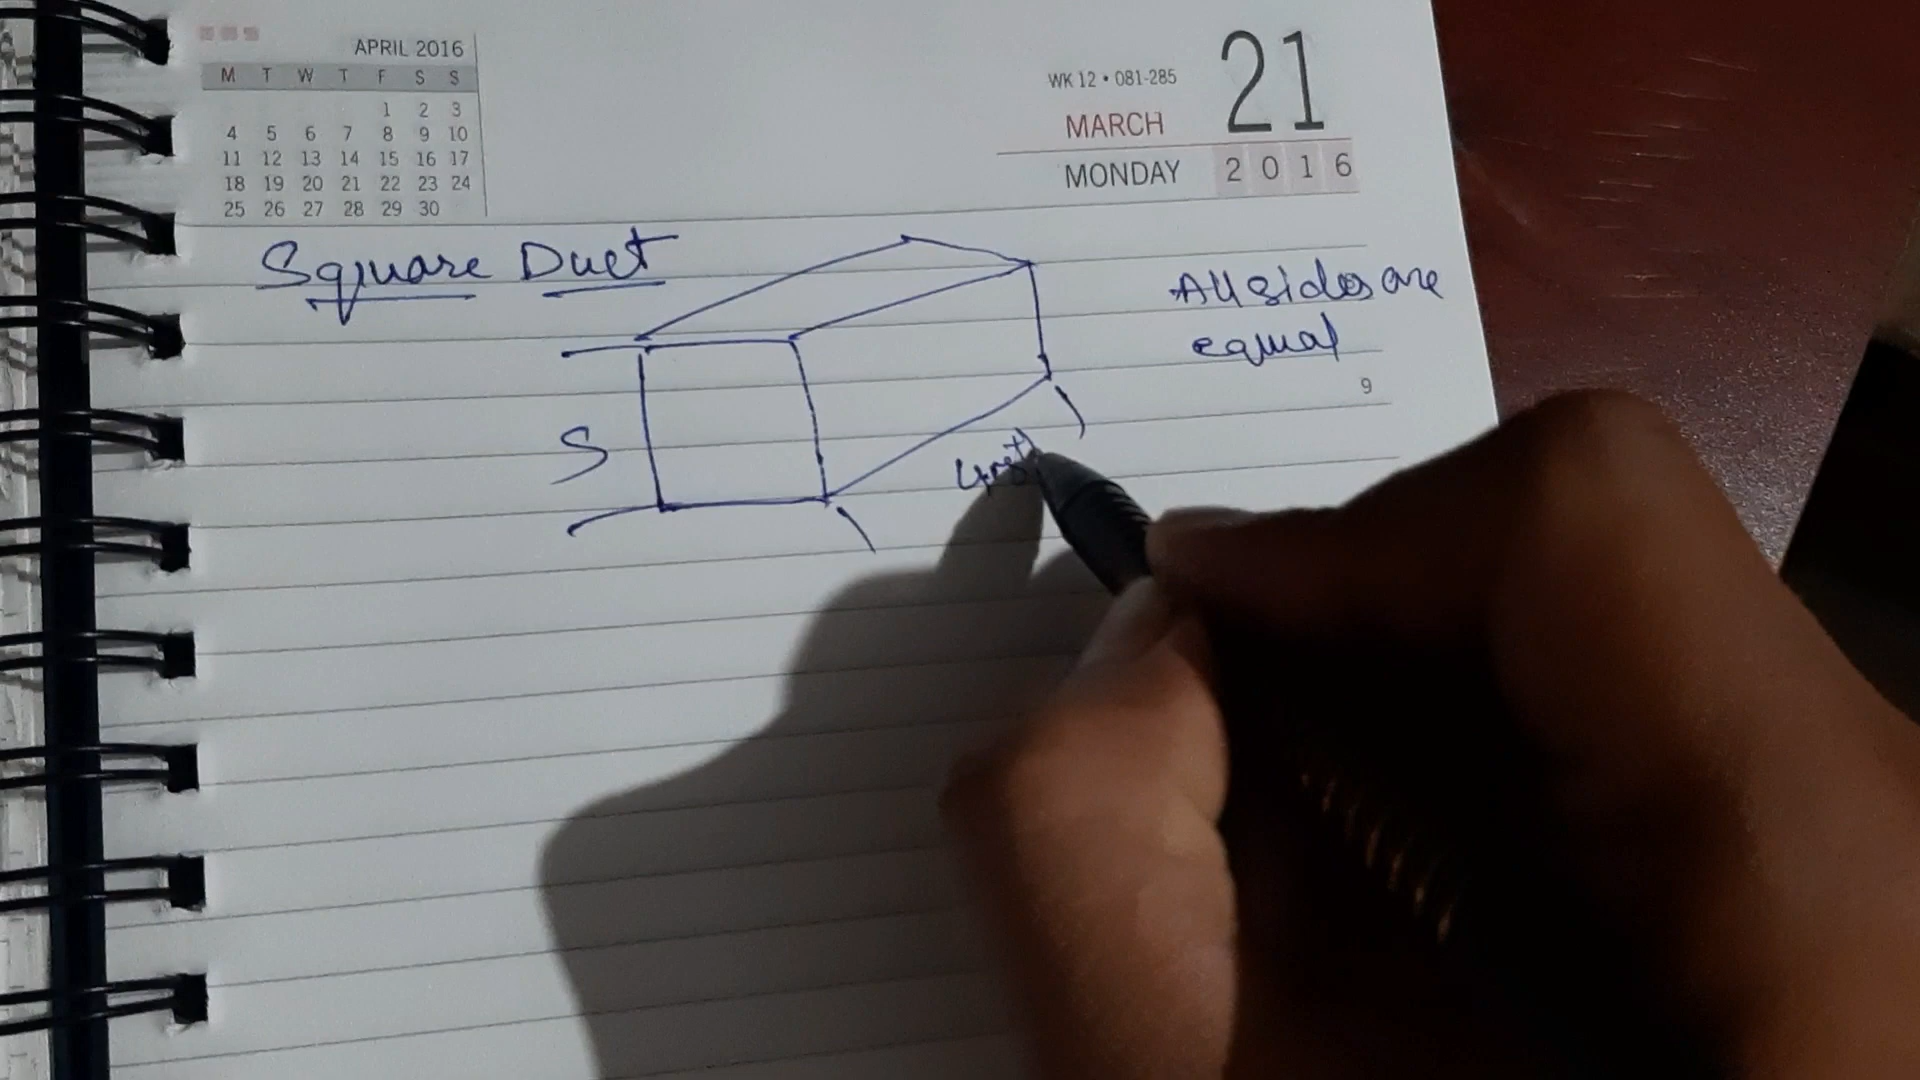 APRIL 2016
M T W T F S S
1 2 3
4 5 6 7 8 9 10
11 12 13 14 15 16 17
18 19 20 21 22 23 24
25 26 27 28 29 30
WK 12 • 081-285
MARCH
21
MONDAY
2016
Square Duct
All sides are
equal
9
S